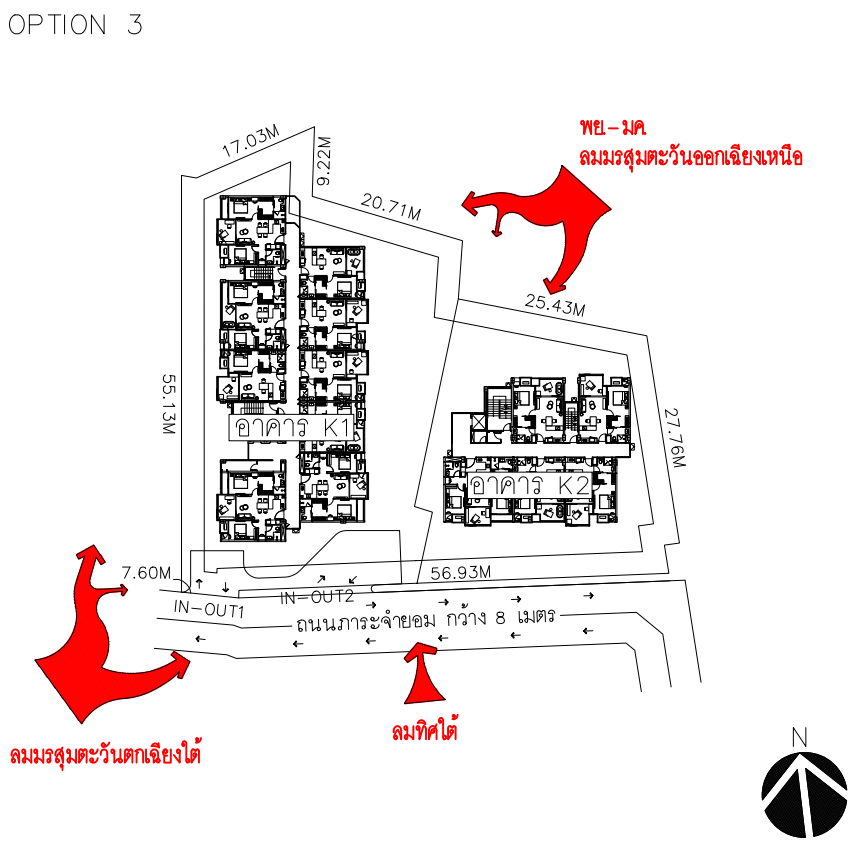 OPTION 3
พย.-มค.
ลมมรสุมตะวันออกเฉียงเหนือ
17.03M
9.22M
20.71M
25.43M
55.13M
27.76M
อาคาร K1
อาคาร K2
7.60M
56.93M
IN-OUT1
IN-OUT2
ถนนภาระจำยอม กว้าง 8 เมตร
ลมทิศใต้
ลมมรสุมตะวันตกเฉียงใต้
N